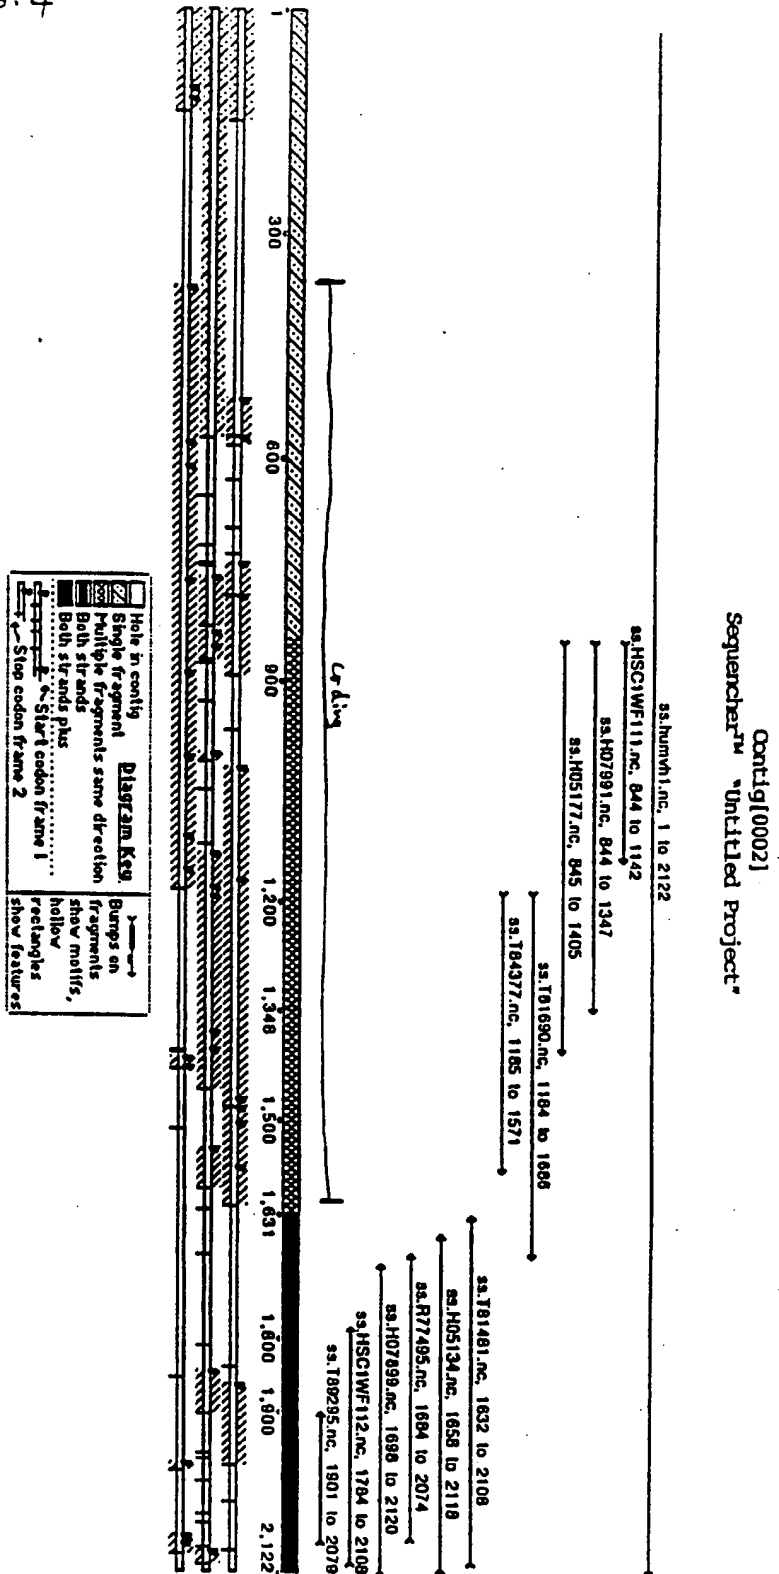 Contig[0002]
Sequencher™ "Untitled Project"
ss.humvh1.nc, 1 to 2122
ss.HSC1WF111.nc, 844 to 1142
ss.H07991.nc, 844 to 1347
ss.H05177.nc, 845 to 1405
ss.T81690.nc, 1184 to 1686
ss.T84377.nc, 1185 to 1571
ss.T81481.nc, 1632 to 2108
ss.H05134.nc, 1658 to 2118
ss.R77495.nc, 1684 to 2074
ss.H07899.nc, 1698 to 2120
ss.HSC1WF112.nc, 1784 to 2108
ss.T89295.nc, 1901 to 2079
coding
1
300
600
900
1,200
1,348
1,500
1,631
1,800
1,900
2,122
Diagram Key
Hole in contig
Single fragment
Multiple fragments same direction
Both strands
Both strands plus
Start codon frame 1
Stop codon frame 2
Bumps on
fragments
show motifs,
hollow
rectangles
show features